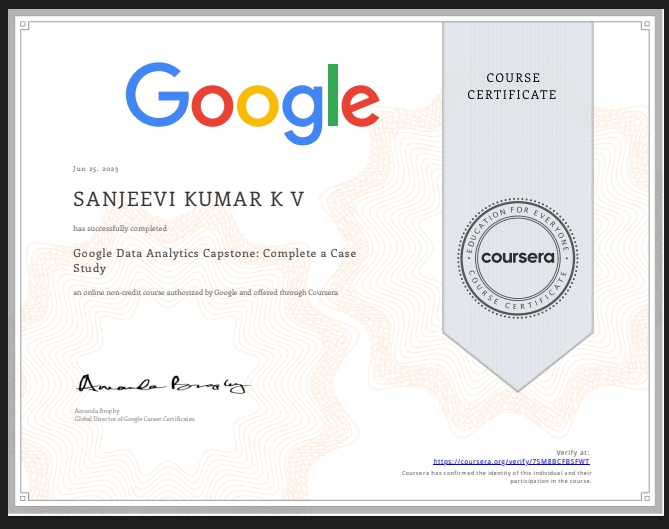 Google
COURSE
CERTIFICATE
Jun 25, 2023
SANJEEVI KUMAR K V
has successfully completed
Google Data Analytics Capstone: Complete a Case
Study
an online non-credit course authorized by Google and offered through Coursera
EDUCATION FOR EVERYONE
coursera
COURSE CERTIFICATE
Amanda Brophy
Amanda Brophy
Global Director of Google Career Certificates
Verify at:
https://coursera.org/verify/7SM8BCFBSFWT
Coursera has confirmed the identity of this individual and their
participation in the course.